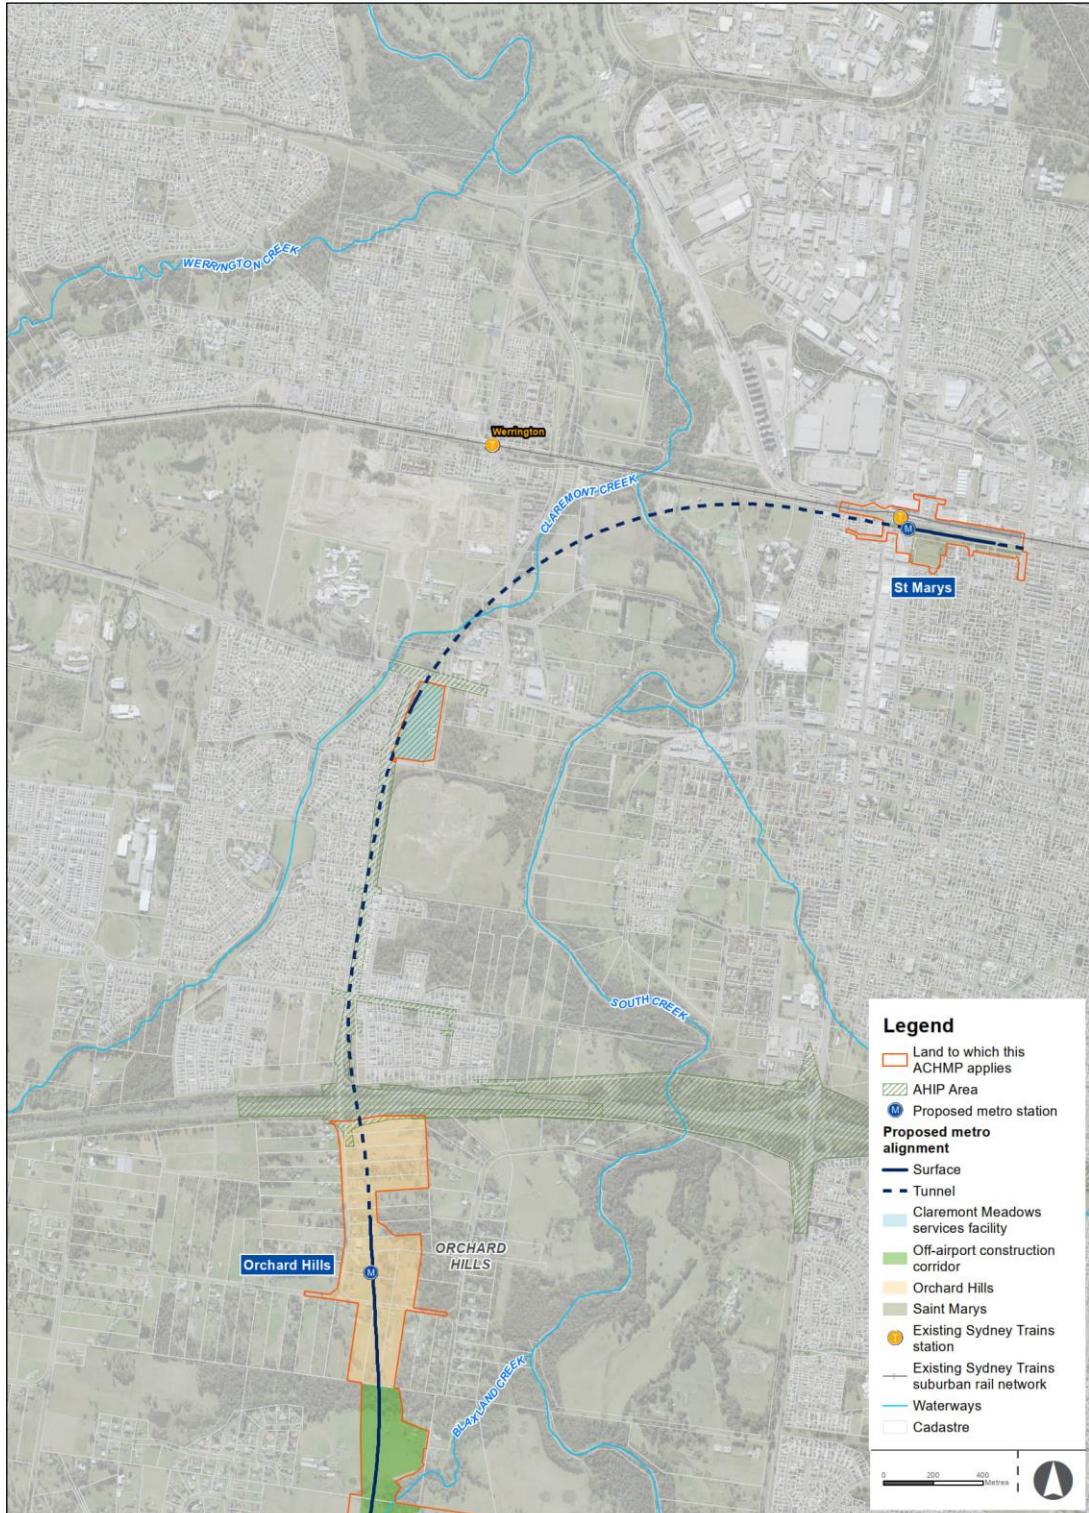 WERRINGTON CREEK
Werrington
T
CLAREMONT CREEK
T
M
St Marys
SOUTH CREEK
Orchard Hills
M
ORCHARD
HILLS
BLAXLAND CREEK
Legend
Land to which this
ACHMP applies
AHIP Area
M
Proposed metro station
Proposed metro
alignment
Surface
Tunnel
Claremont Meadows
services facility
Off-airport construction
corridor
Orchard Hills
Saint Marys
T
Existing Sydney Trains
station
Existing Sydney Trains
suburban rail network
Waterways
Cadastre
0 200 400
Metres